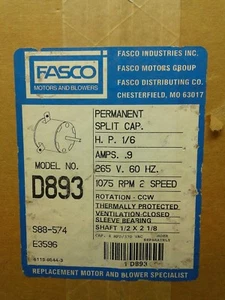 FASCO
MOTORS AND BLOWERS
FASCO INDUSTRIES INC.
FASCO MOTORS GROUP
FASCO DISTRIBUTING CO.
CHESTERFIELD, MO 63017
MODEL NO.
D893
S88-574
E3596
PERMANENT
SPLIT CAP.
H. P. 1/6
AMPS. .9
265 V. 60 HZ.
1075 RPM 2 SPEED
ROTATION - CCW
THERMALLY PROTECTED
VENTILATION-CLOSED
SLEEVE BEARING
SHAFT 1/2 X 2 1/8
D893
REPLACEMENT MOTOR AND BLOWER SPECIALIST